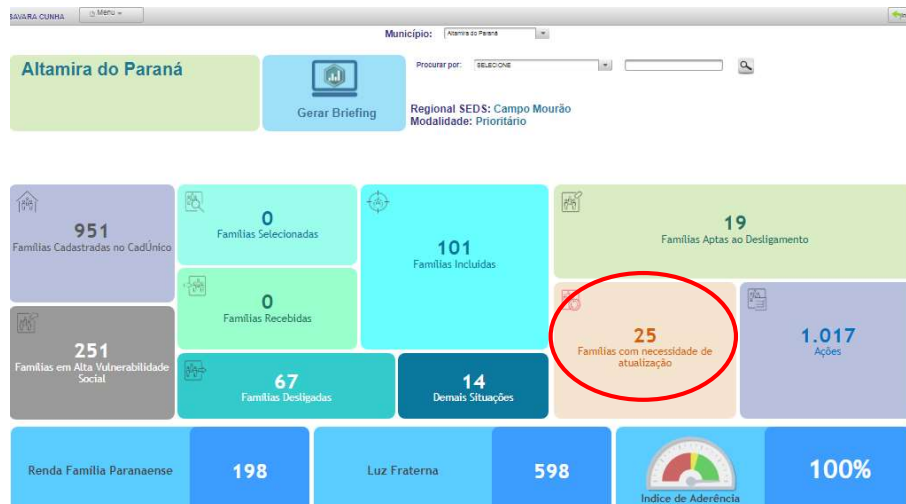 SAVARA CUNHA
Menu
Município: Altamira do Paraná
Altamira do Paraná
Gerar Briefing
Procurar por: SELECIONE
Regional SEDS: Campo Mourão
Modalidade: Prioritário
951
Famílias Cadastradas no CadÚnico
0
Famílias Selecionadas
101
Famílias Incluídas
19
Famílias Aptas ao Desligamento
0
Famílias Recebidas
25
Famílias com necessidade de
atualização
1.017
Ações
251
Famílias em Alta Vulnerabilidade
Social
67
Famílias Desligadas
14
Demais Situações
Renda Família Paranaense
198
Luz Fraterna
598
Indice de Aderência
100%